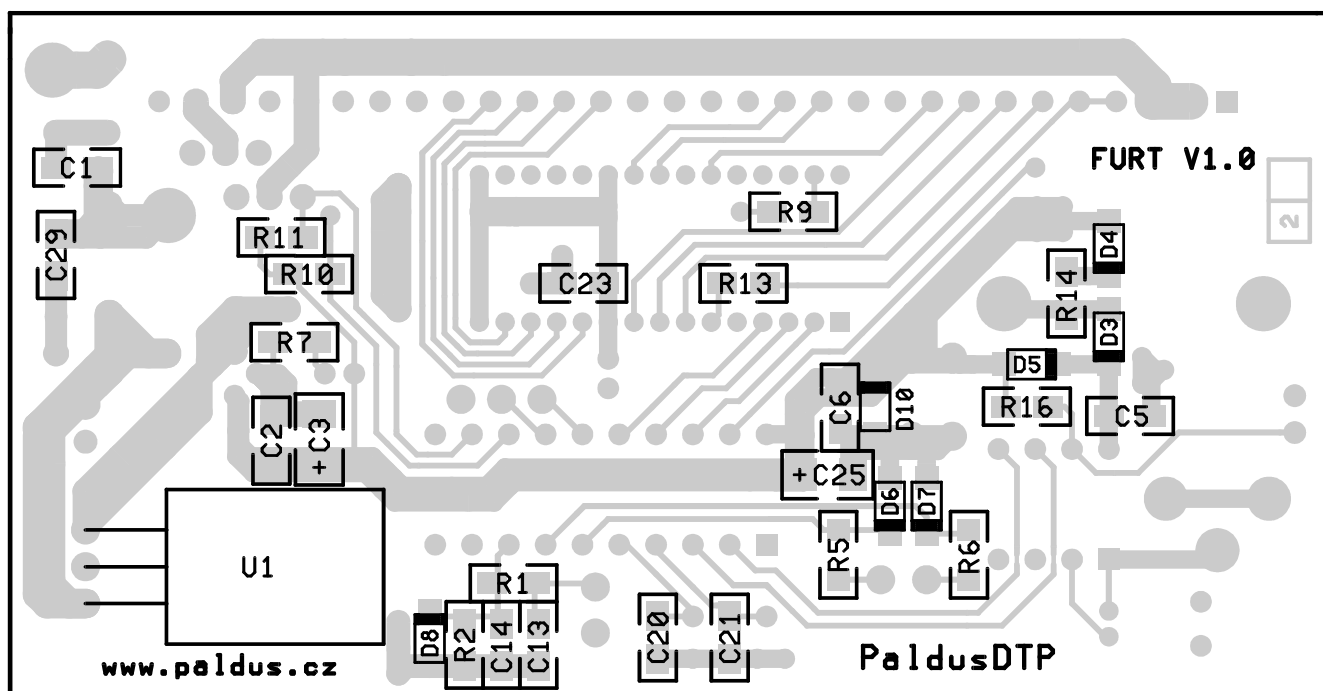 FURT V1.0
C1
R9
2
C29
R11
D4
R10
C23
R13
R14
R7
D3
D5
C6
D10
R16
C5
C2
C3
+
+C25
D6
D7
R5
R6
U1
R1
D8
R2
C14
C13
C20
C21
PaldusDTP
www.paldus.cz